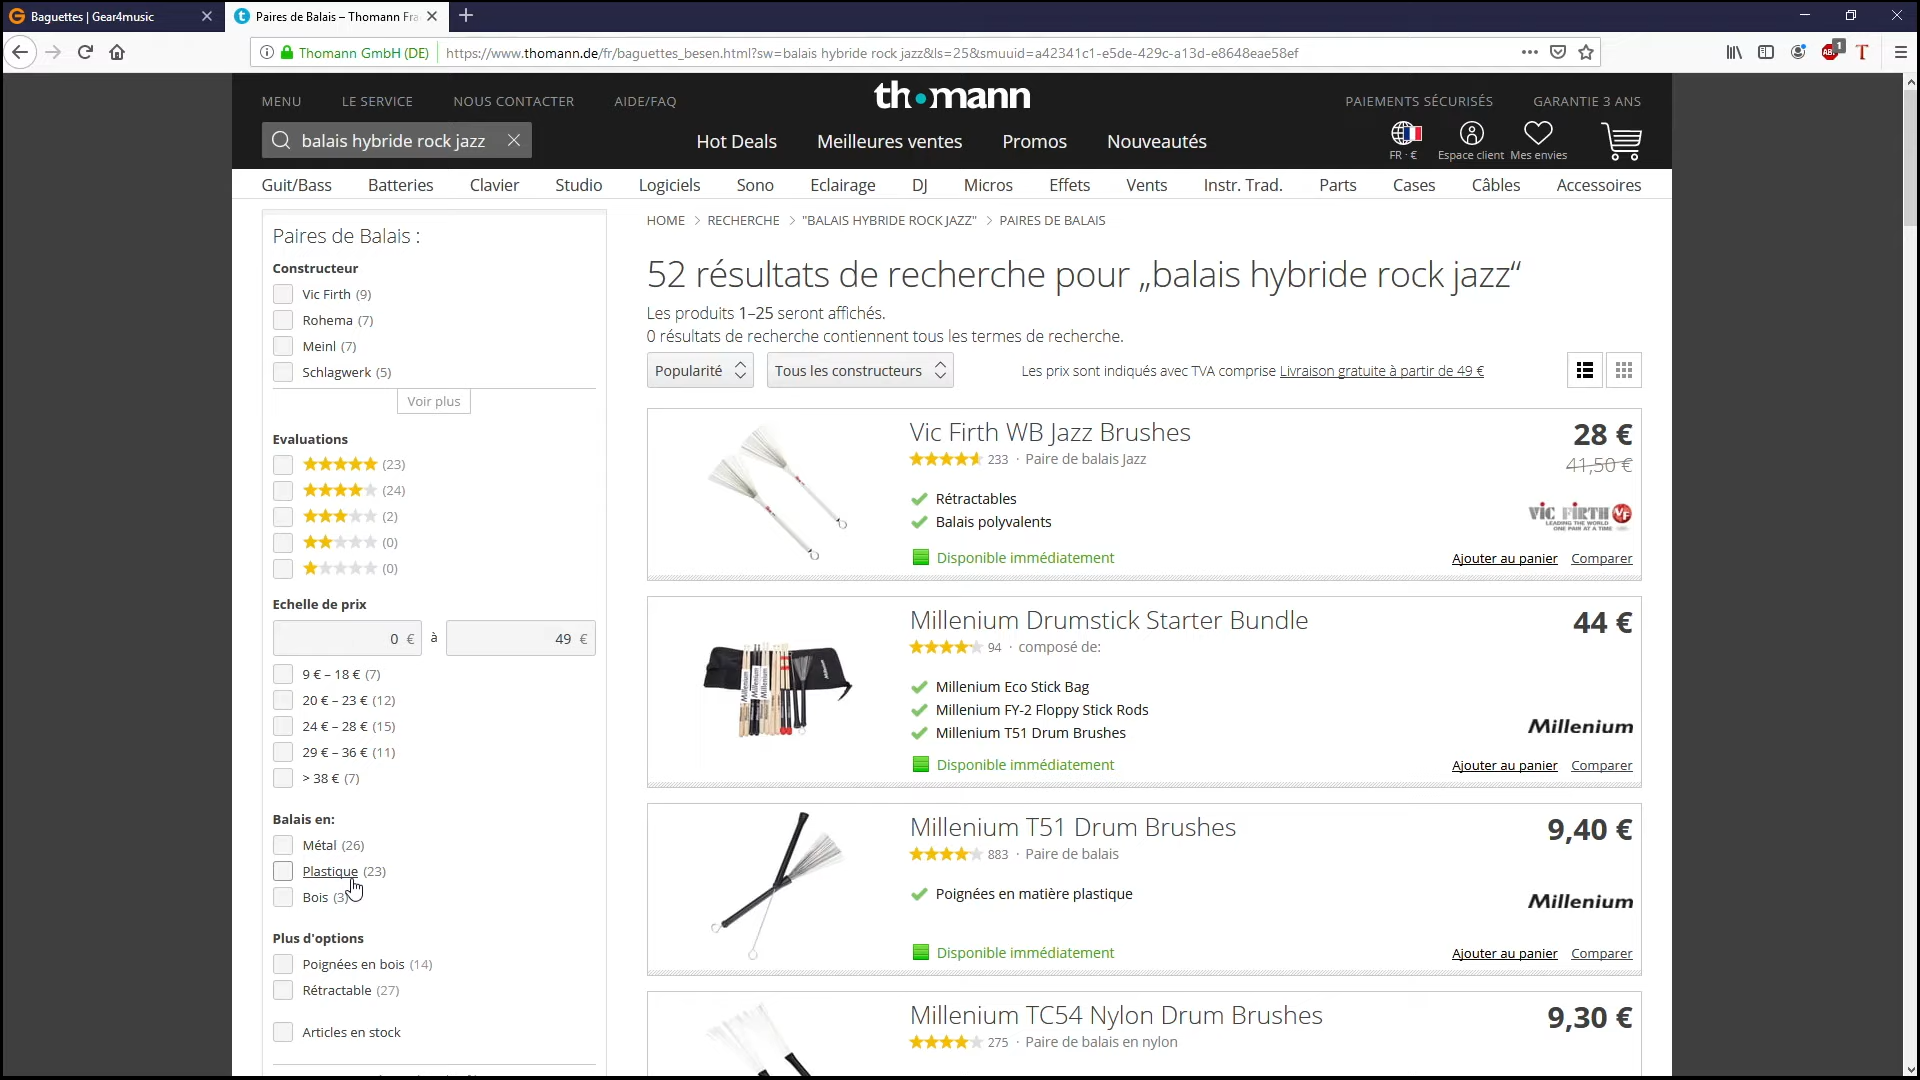 Baguettes | Gear4music
Paires de Balais – Thomann Fra
Thomann GmbH (DE)
https://www.thomann.de/fr/baguettes_besen.html?sw=balais hybride rock jazz&ls=25&smuuid=a42341c1-e5de-429c-a13d-e8648eae58ef
ABP
1
T
MENU
LE SERVICE
NOUS CONTACTER
AIDE/FAQ
th•mann
PAIEMENTS SÉCURISÉS
GARANTIE 3 ANS
balais hybride rock jazz
Hot Deals
Meilleures ventes
Promos
Nouveautés
FR · €
Espace client
Mes envies
Guit/Bass
Batteries
Clavier
Studio
Logiciels
Sono
Eclairage
DJ
Micros
Effets
Vents
Instr. Trad.
Parts
Cases
Câbles
Accessoires
Paires de Balais :
Constructeur
Vic Firth (9)
Rohema (7)
Meinl (7)
Schlagwerk (5)
Voir plus
Evaluations
(23)
(24)
(2)
(0)
(0)
Echelle de prix
0 € à 49 €
9 € – 18 € (7)
20 € – 23 € (12)
24 € – 28 € (15)
29 € – 36 € (11)
> 38 € (7)
Balais en:
Métal (26)
Plastique (23)
Bois (3)
Plus d'options
Poignées en bois (14)
Rétractable (27)
Articles en stock
HOME > RECHERCHE > "BALAIS HYBRIDE ROCK JAZZ" > PAIRES DE BALAIS
52 résultats de recherche pour „balais hybride rock jazz“
Les produits 1–25 seront affichés.
0 résultats de recherche contiennent tous les termes de recherche.
Popularité
Tous les constructeurs
Les prix sont indiqués avec TVA comprise Livraison gratuite à partir de 49 €
Vic Firth WB Jazz Brushes
28 €
41,50 €
233 · Paire de balais Jazz
Rétractables
Balais polyvalents
VIC FIRTH VF
LEADING THE WORLD
ONE PAIR AT A TIME
Disponible immédiatement
Ajouter au panier
Comparer
Millenium Drumstick Starter Bundle
44 €
94 · composé de:
Millenium Eco Stick Bag
Millenium FY-2 Floppy Stick Rods
Millenium T51 Drum Brushes
Millenium
Disponible immédiatement
Ajouter au panier
Comparer
Millenium T51 Drum Brushes
9,40 €
883 · Paire de balais
Poignées en matière plastique
Millenium
Disponible immédiatement
Ajouter au panier
Comparer
Millenium TC54 Nylon Drum Brushes
9,30 €
275 · Paire de balais en nylon